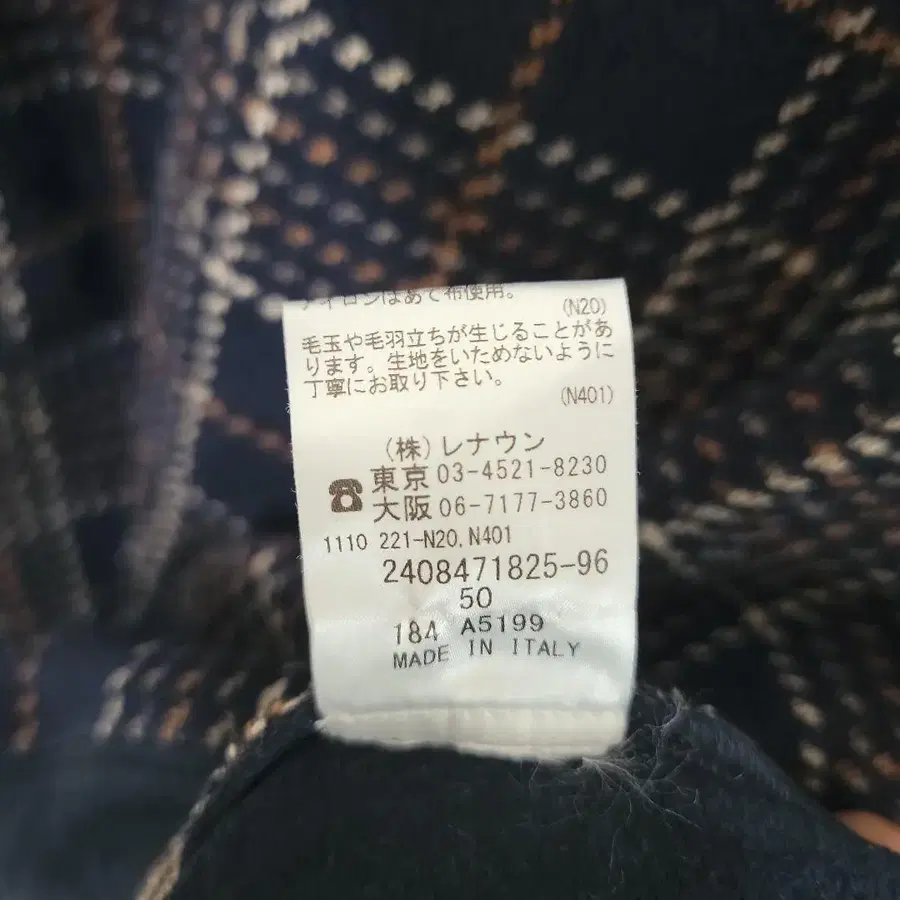 アイロンはあて布使用。
(N20)
毛玉や毛羽立ちが生じることがあ
ります。生地をいためないように
丁寧にお取り下さい。
(N401)
(株)レナウン
☎東京 03-4521-8230
大阪 06-7177-3860
1110 221-N20.N401
2408471825-96
50
184 A5199
MADE IN ITALY